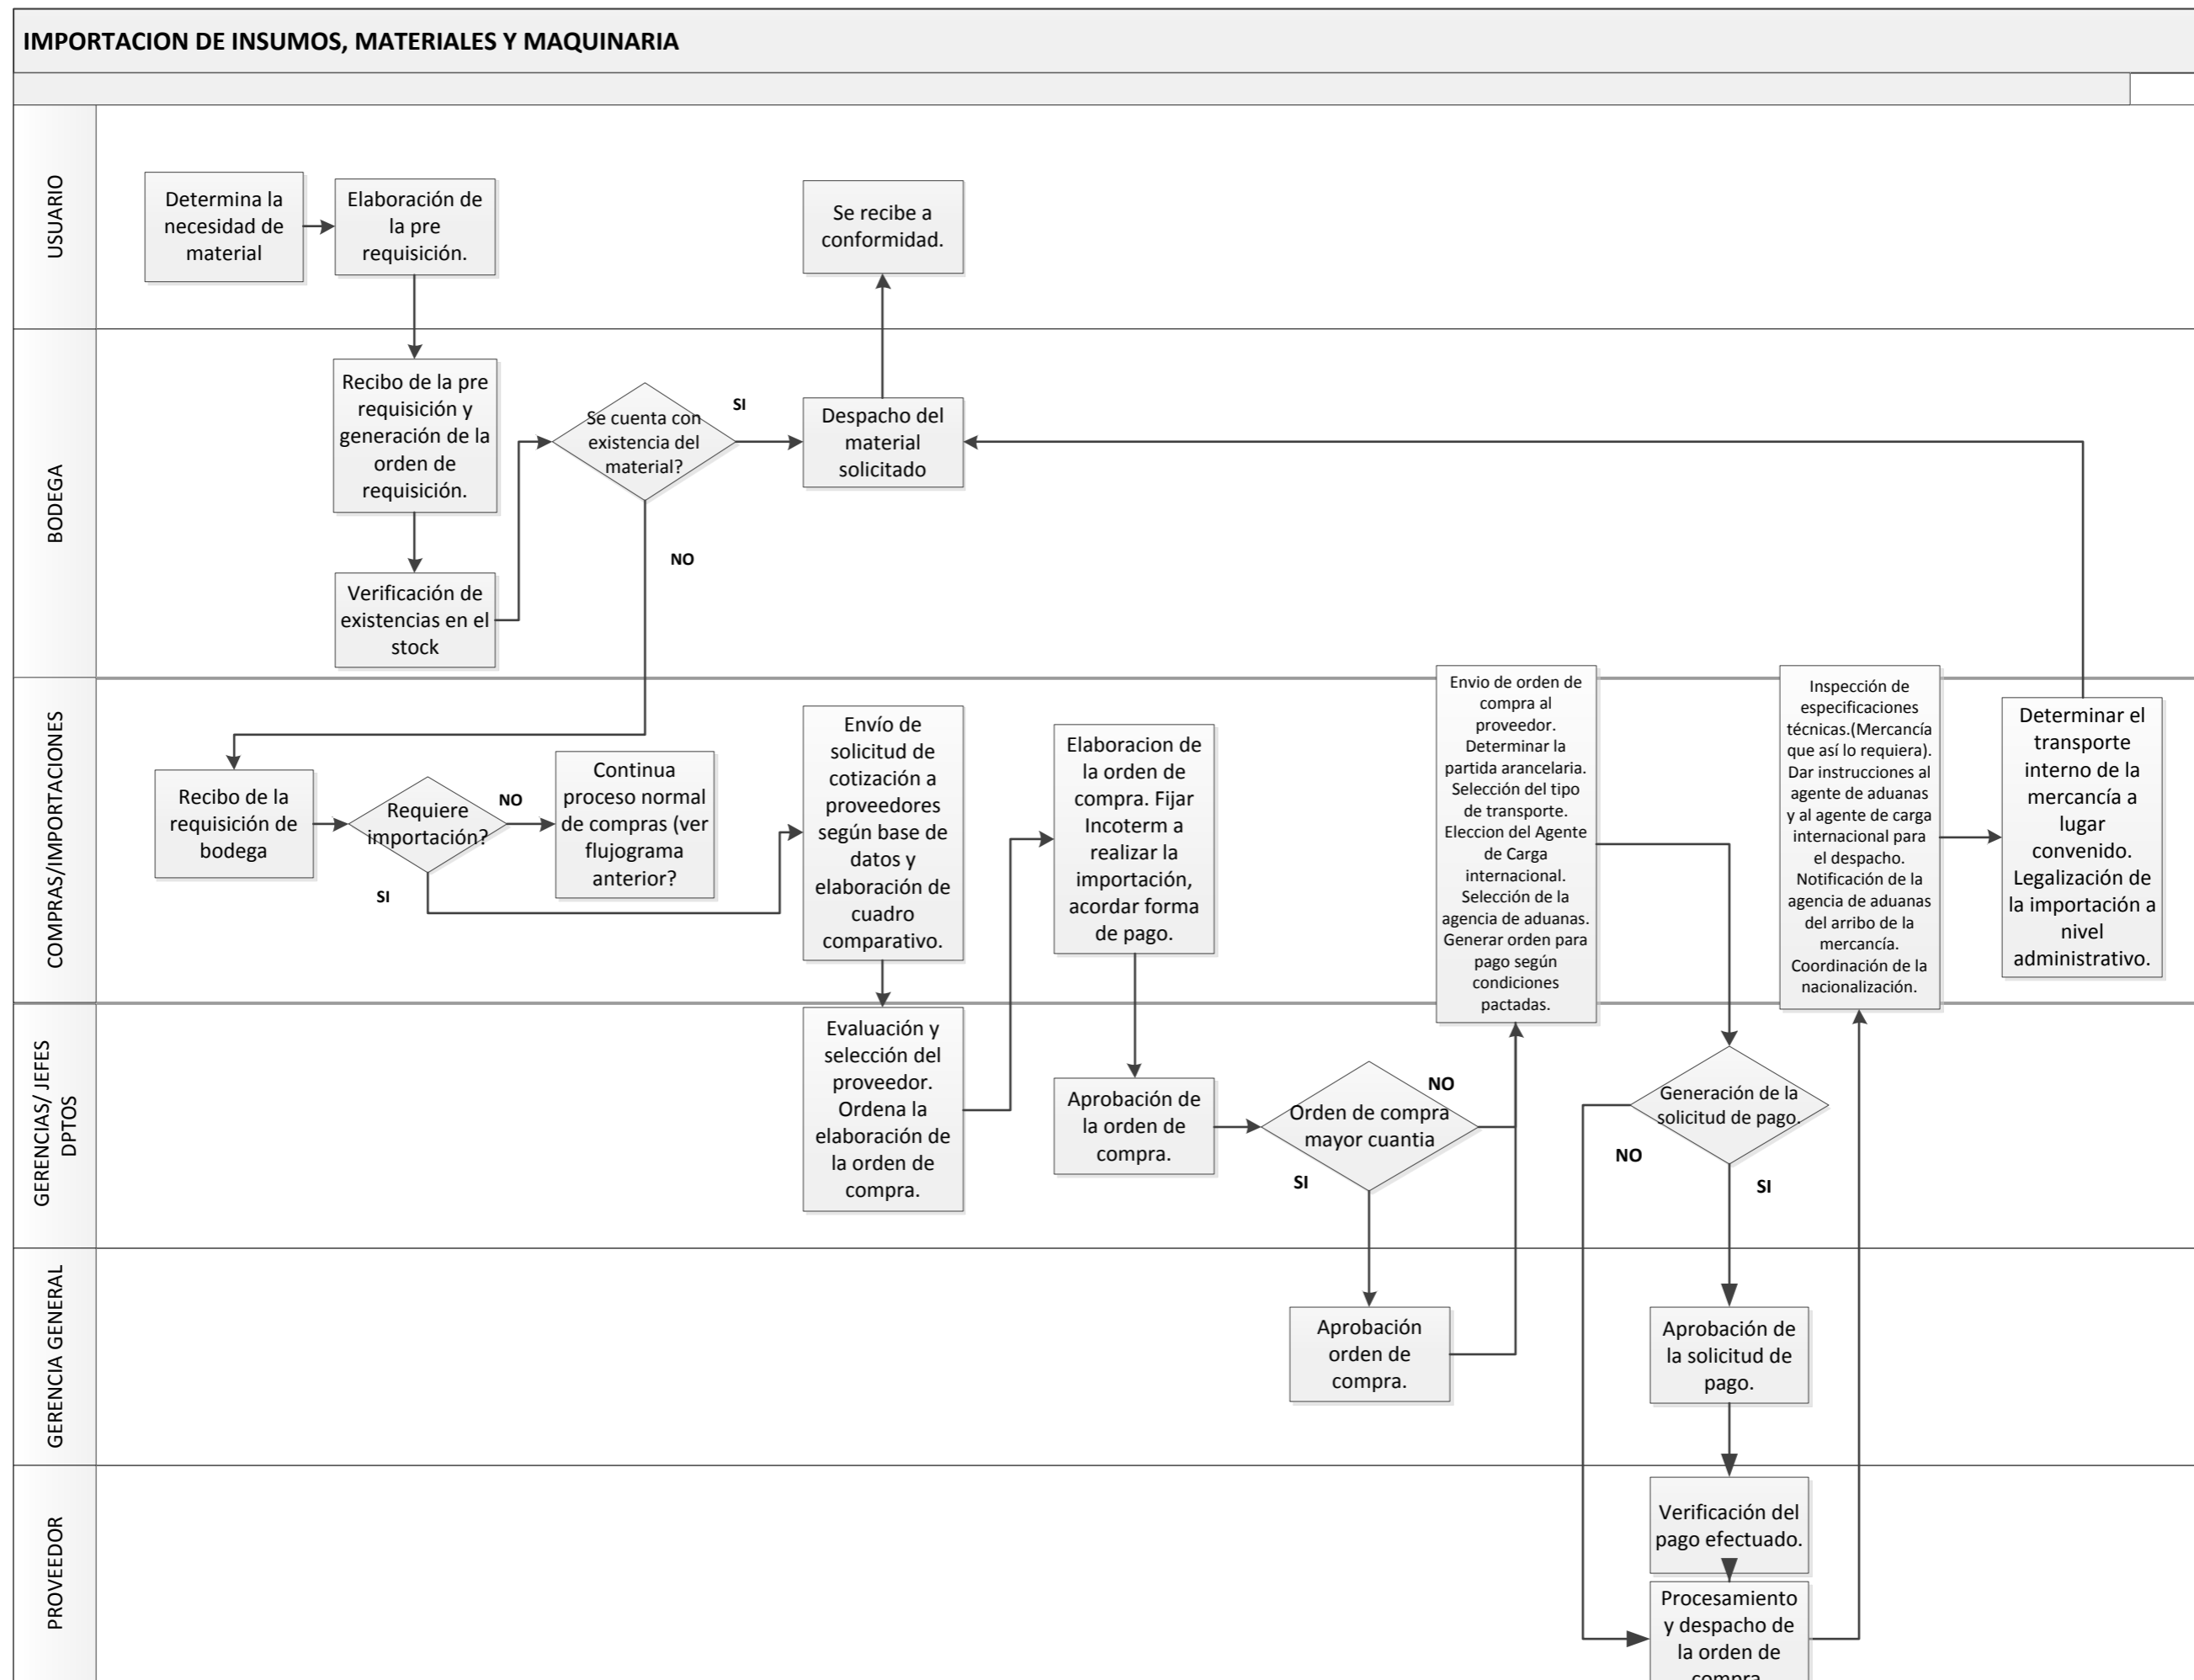 IMPORTACION DE INSUMOS, MATERIALES Y MAQUINARIA
USUARIO
Determina la
necesidad de
material
Elaboración de
la pre
requisición.
Se recibe a
conformidad.
BODEGA
Recibo de la pre
requisición y
generación de la
orden de
requisición.
Se cuenta con
existencia del
material?
SI
NO
Despacho del
material
solicitado
Verificación de
existencias en el
stock
COMPRAS/IMPORTACIONES
Recibo de la
requisición de
bodega
Requiere
importación?
NO
SI
Continua
proceso normal
de compras (ver
flujograma
anterior?
Envío de
solicitud de
cotización a
proveedores
según base de
datos y
elaboración de
cuadro
comparativo.
Elaboracion de
la orden de
compra. Fijar
Incoterm a
realizar la
importación,
acordar forma
de pago.
Envio de orden de
compra al
proveedor.
Determinar la
partida arancelaria.
Selección del tipo
de transporte.
Eleccion del Agente
de Carga
internacional.
Selección de la
agencia de aduanas.
Generar orden para
pago según
condiciones
pactadas.
Inspección de
especificaciones
técnicas.(Mercancía
que así lo requiera).
Dar instrucciones al
agente de aduanas
y al agente de carga
internacional para
el despacho.
Notificación de la
agencia de aduanas
del arribo de la
mercancía.
Coordinación de la
nacionalización.
Determinar el
transporte
interno de la
mercancía a
lugar
convenido.
Legalización de
la importación a
nivel
administrativo.
GERENCIAS/ JEFES
DPTOS
Evaluación y
selección del
proveedor.
Ordena la
elaboración de
la orden de
compra.
Aprobación de
la orden de
compra.
Orden de compra
mayor cuantia
NO
SI
Generación de la
solicitud de pago.
NO
SI
GERENCIA GENERAL
Aprobación
orden de
compra.
Aprobación de
la solicitud de
pago.
PROVEEDOR
Verificación del
pago efectuado.
Procesamiento
y despacho de
la orden de
compra